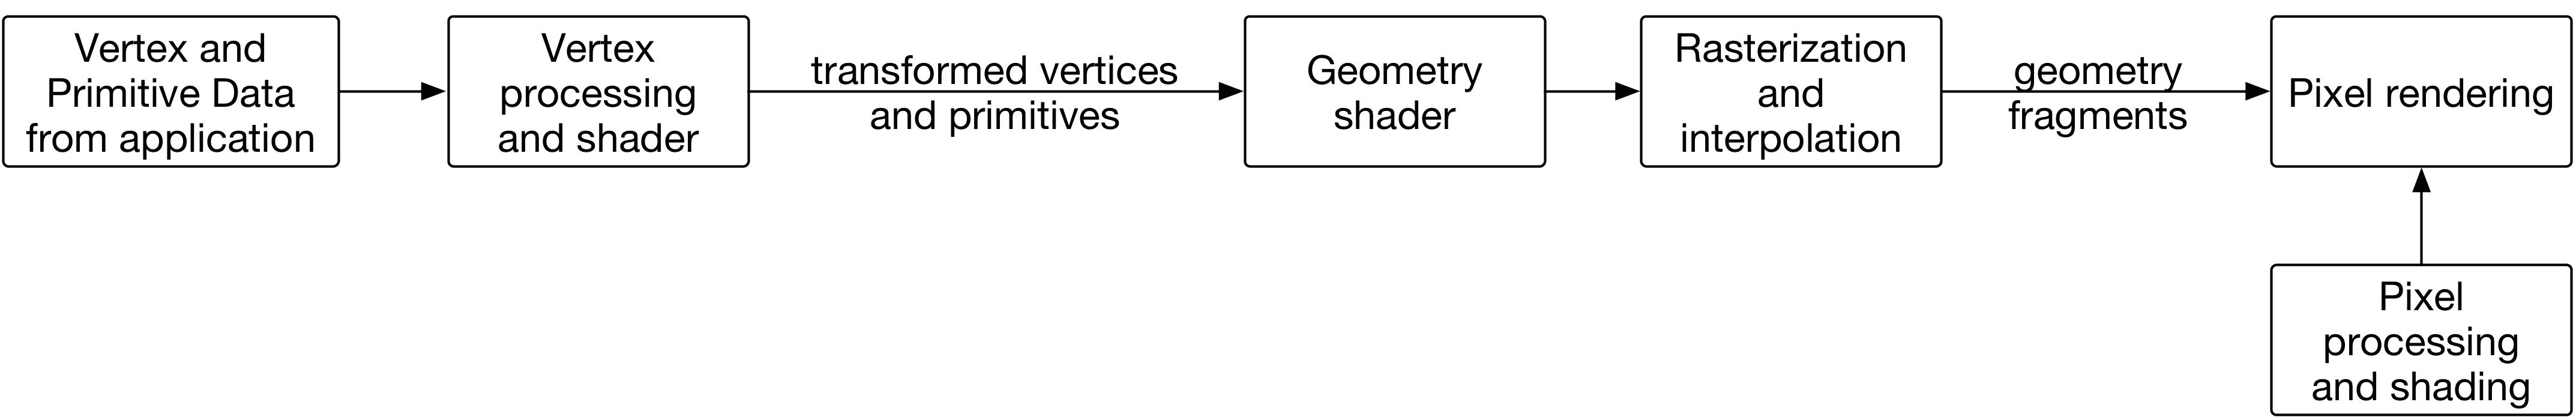 Vertex and
Primitive Data
from application
Vertex
processing
and shader
transformed vertices
and primitives
Geometry
shader
Rasterization
and
interpolation
geometry
fragments
Pixel rendering
Pixel
processing
and shading